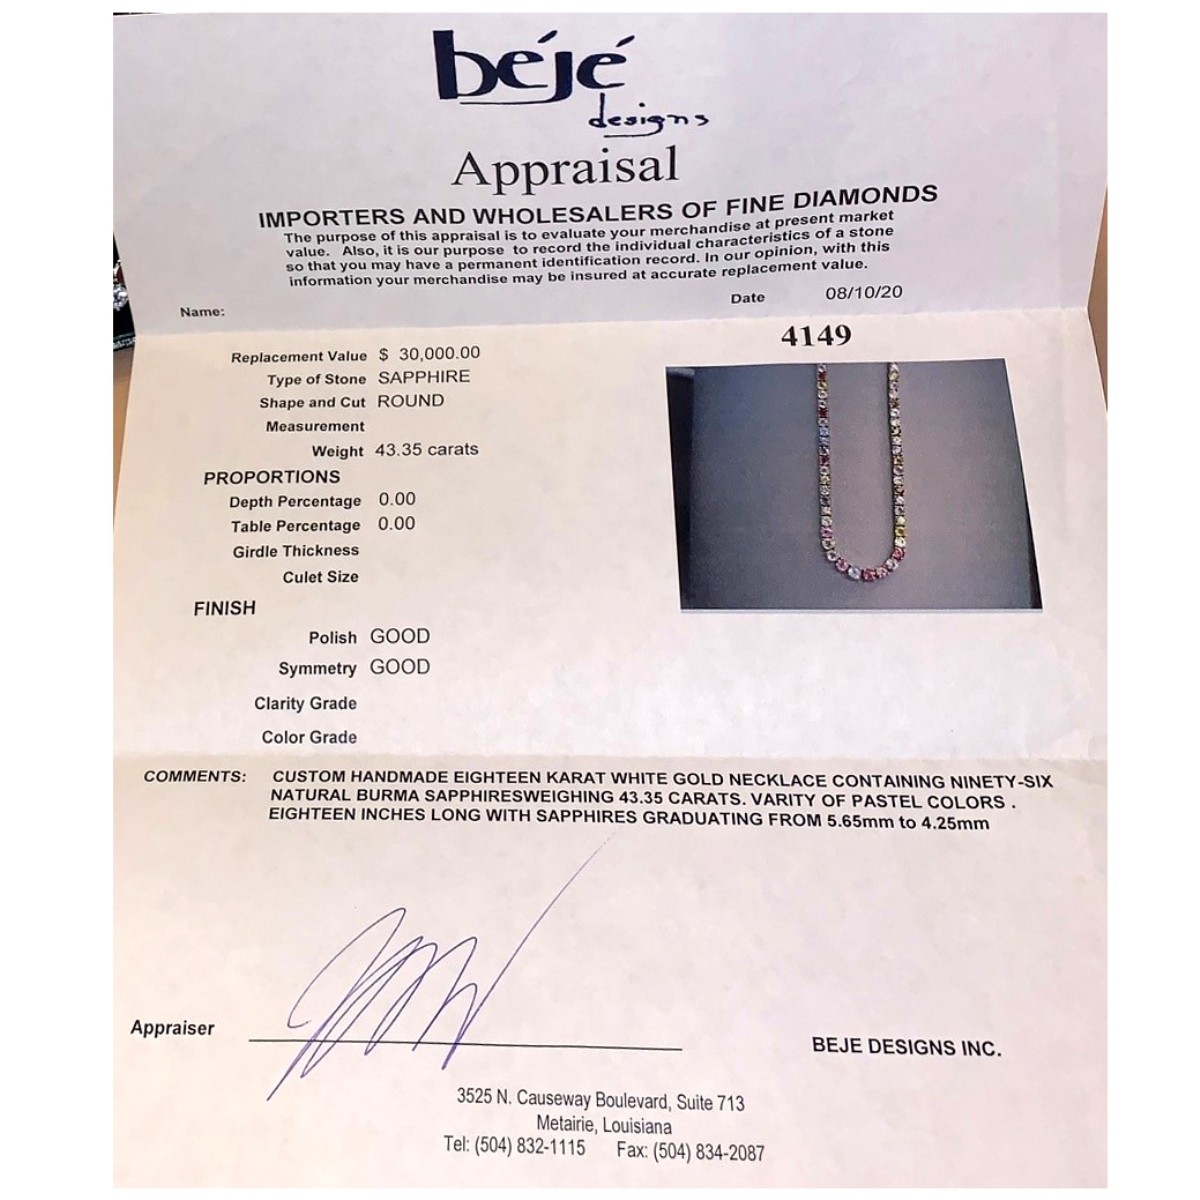 béjé
designs
Appraisal
IMPORTERS AND WHOLESALERS OF FINE DIAMONDS
The purpose of this appraisal is to evaluate your merchandise at present market
value. Also, it is our purpose to record the individual characteristics of a stone
so that you may have a permanent identification record. In our opinion, with this
information your merchandise may be insured at accurate replacement value.
Name:
Date 08/10/20
4149
Replacement Value $ 30,000.00
Type of Stone SAPPHIRE
Shape and Cut ROUND
Measurement
Weight 43.35 carats
PROPORTIONS
Depth Percentage 0.00
Table Percentage 0.00
Girdle Thickness
Culet Size
FINISH
Polish GOOD
Symmetry GOOD
Clarity Grade
Color Grade
COMMENTS: CUSTOM HANDMADE EIGHTEEN KARAT WHITE GOLD NECKLACE CONTAINING NINETY-SIX
NATURAL BURMA SAPPHIRESWEIGHING 43.35 CARATS. VARITY OF PASTEL COLORS .
EIGHTEEN INCHES LONG WITH SAPPHIRES GRADUATING FROM 5.65mm to 4.25mm
Appraiser
BEJE DESIGNS INC.
3525 N. Causeway Boulevard, Suite 713
Metairie, Louisiana
Tel: (504) 832-1115 Fax: (504) 834-2087